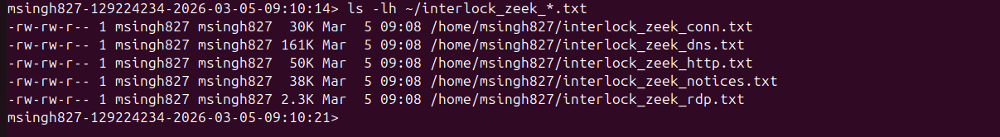 msingh827-129224234-2026-03-05-09:10:14> ls -lh ~/interlock_zeek_*.txt
-rw-rw-r-- 1 msingh827 msingh827  30K Mar  5 09:08 /home/msingh827/interlock_zeek_conn.txt
-rw-rw-r-- 1 msingh827 msingh827 161K Mar  5 09:08 /home/msingh827/interlock_zeek_dns.txt
-rw-rw-r-- 1 msingh827 msingh827  50K Mar  5 09:08 /home/msingh827/interlock_zeek_http.txt
-rw-rw-r-- 1 msingh827 msingh827  38K Mar  5 09:08 /home/msingh827/interlock_zeek_notices.txt
-rw-rw-r-- 1 msingh827 msingh827 2.3K Mar  5 09:08 /home/msingh827/interlock_zeek_rdp.txt
msingh827-129224234-2026-03-05-09:10:21>